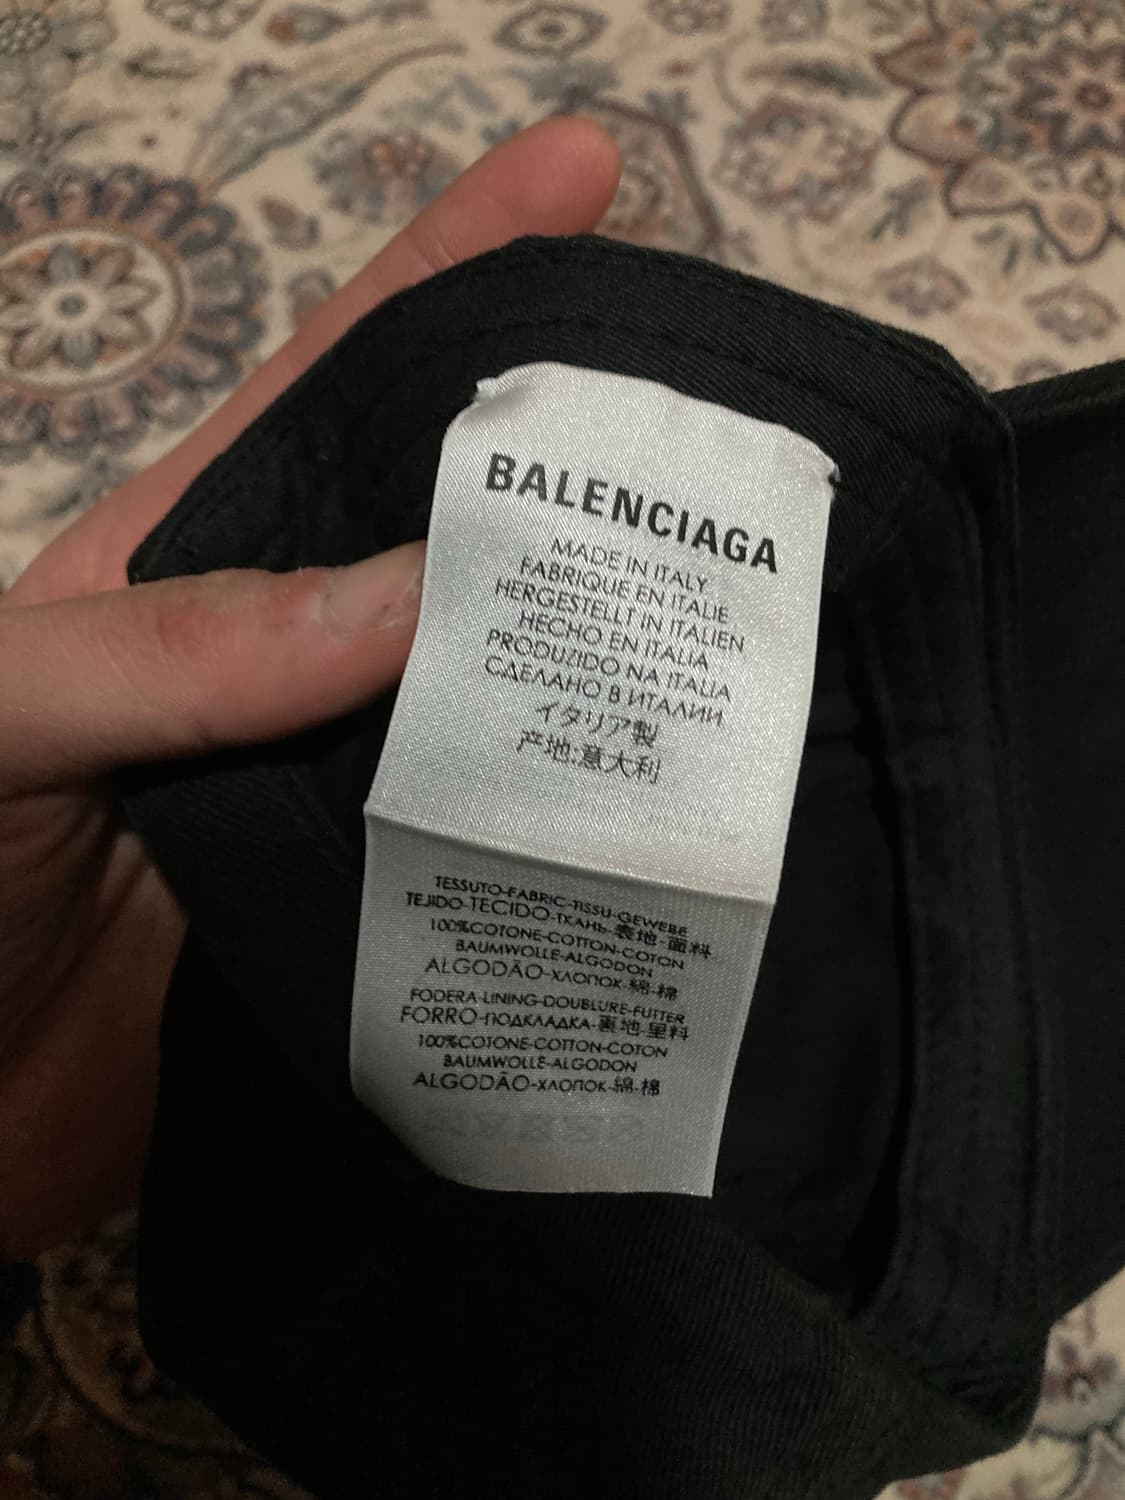 BALENCIAGA
MADE IN ITALY
FABRIQUE EN ITALIE
HERGESTELLT IN ITALIEN
HECHO EN ITALIA
PRODUZIDO NA ITALIA
СДЕЛАНО В ИТАЛИИ
イタリア製
产地:意大利
TESSUTO-FABRIC-TISSU-GEWEBE
TEJIDO-TECIDO-ТКАНЬ-表地-面料
100%COTONE-COTTON-COTON
BAUMWOLLE-ALGODON
ALGODÃO-ХЛОПОК-綿-棉
FODERA-LINING-DOUBLURE-FUTTER
FORRO-ПОДКЛАДКА-裏地-里料
100%COTONE-COTTON-COTON
BAUMWOLLE-ALGODON
ALGODÃO-ХЛОПОК-綿-棉